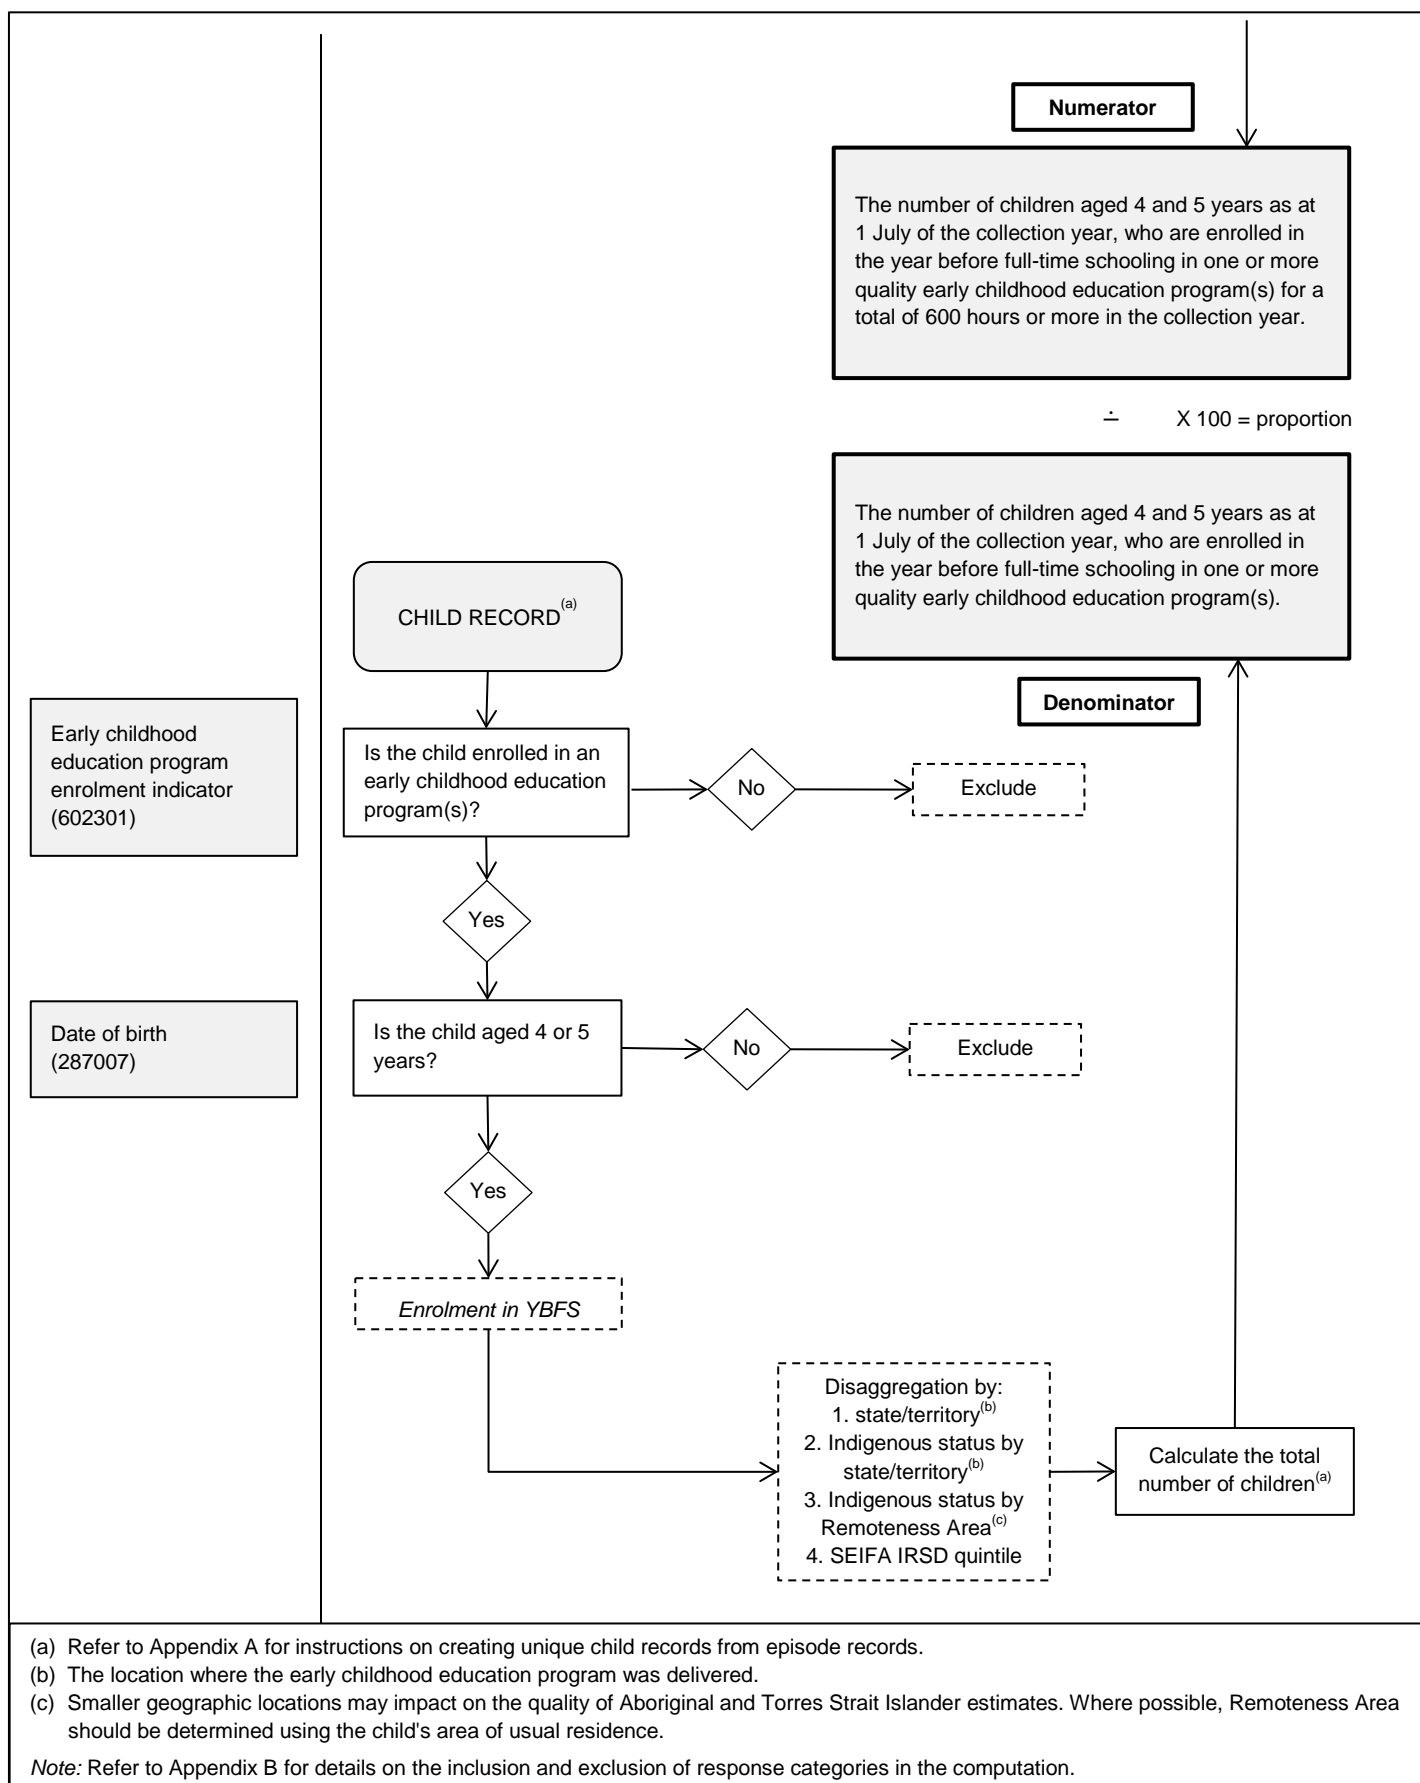 Numerator
The number of children aged 4 and 5 years as at
1 July of the collection year, who are enrolled in
the year before full-time schooling in one or more
quality early childhood education program(s) for a
total of 600 hours or more in the collection year.
∸ X 100 = proportion
The number of children aged 4 and 5 years as at
1 July of the collection year, who are enrolled in
the year before full-time schooling in one or more
quality early childhood education program(s).
Denominator
CHILD RECORD(a)
Early childhood
education program
enrolment indicator
(602301)
Is the child enrolled in an
early childhood education
program(s)?
No
Exclude
Yes
Date of birth
(287007)
Is the child aged 4 or 5
years?
No
Exclude
Yes
Enrolment in YBFS
Disaggregation by:
1. state/territory(b)
2. Indigenous status by
state/territory(b)
3. Indigenous status by
Remoteness Area(c)
4. SEIFA IRSD quintile
Calculate the total
number of children(a)
(a) Refer to Appendix A for instructions on creating unique child records from episode records.
(b) The location where the early childhood education program was delivered.
(c) Smaller geographic locations may impact on the quality of Aboriginal and Torres Strait Islander estimates. Where possible, Remoteness Area
should be determined using the child's area of usual residence.
Note: Refer to Appendix B for details on the inclusion and exclusion of response categories in the computation.